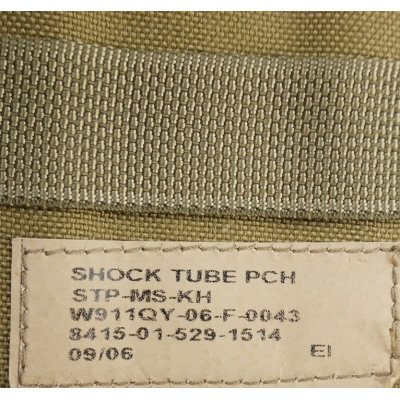 SHOCK TUBE PCH
STP-MS-KH
W911QY-06-F-0043
8415-01-529-1514
09/06 EI